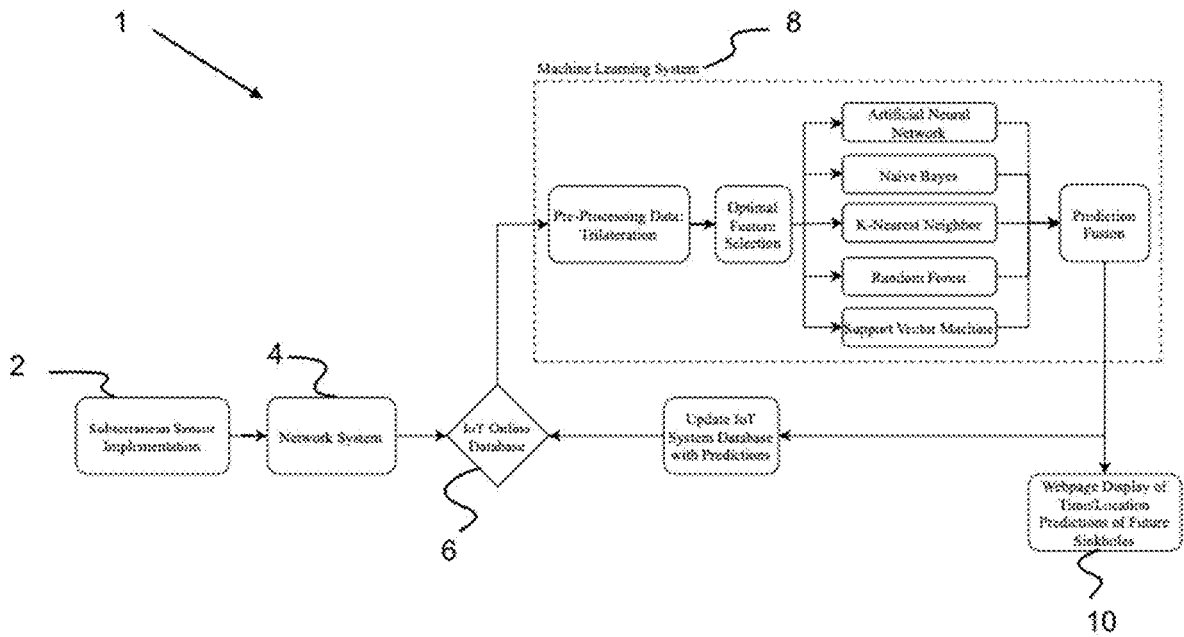 1
8
Machine Learning System
Artificial Neural
Network
Naive Bayes
Pre-Processing Data:
Trilateration
Optimal
Feature
Selection
K-Nearest Neighbor
Prediction
Fusion
Random Forest
Support Vector Machine
2
4
Subterranean Sensor
Implementation
Network System
IoT Online
Database
Update IoT
System Database
with Predictions
6
Webpage Display of
Time/Location
Predictions of Future
Sinkholes
10